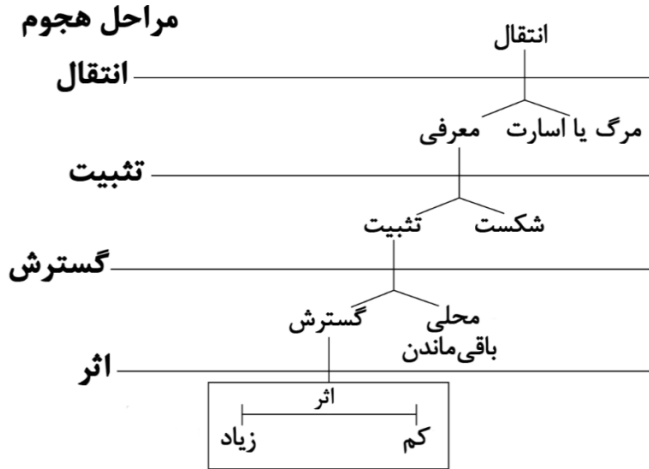 مراحل هجوم
انتقال
انتقال
مرگ یا اسارت
معرفی
تثبیت
شکست
تثبیت
گسترش
محلی
باقی‌ماندن
گسترش
اثر
اثر
کم
زیاد